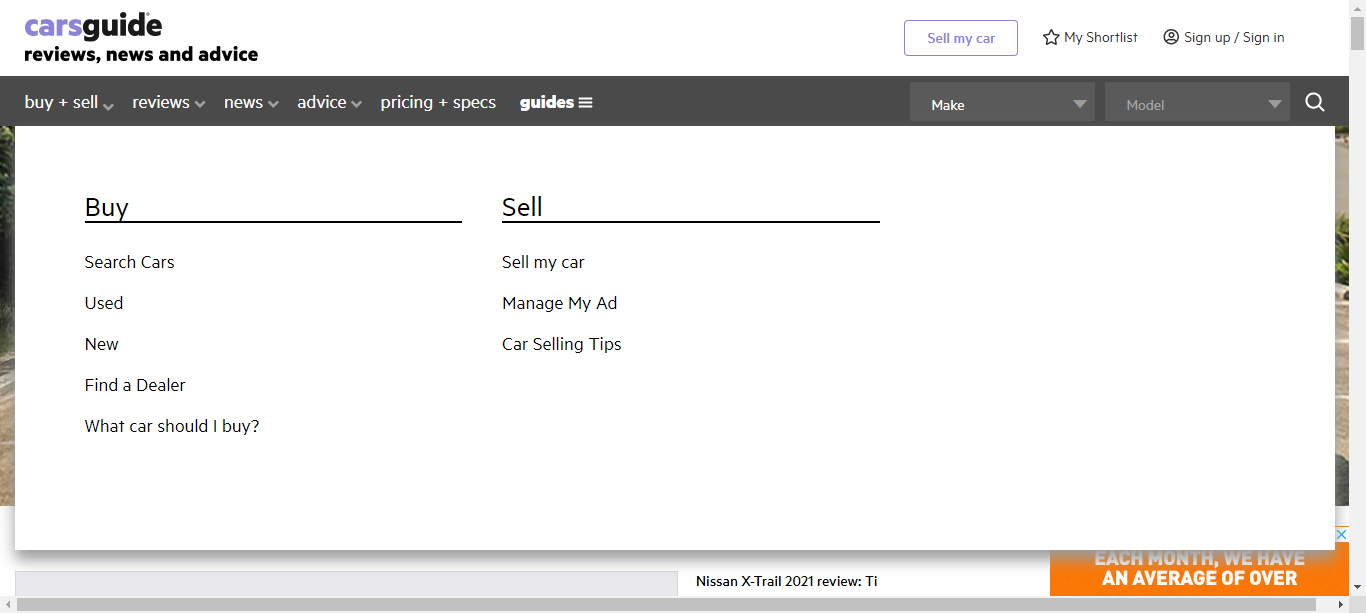 carsguide
reviews, news and advice
Sell my car
My Shortlist
Sign up / Sign in
buy + sell
reviews
news
advice
pricing + specs
guides
Make
Model
Buy
Search Cars
Used
New
Find a Dealer
What car should I buy?
Sell
Sell my car
Manage My Ad
Car Selling Tips
Nissan X-Trail 2021 review: Ti
EACH MONTH, WE HAVE
AN AVERAGE OF OVER